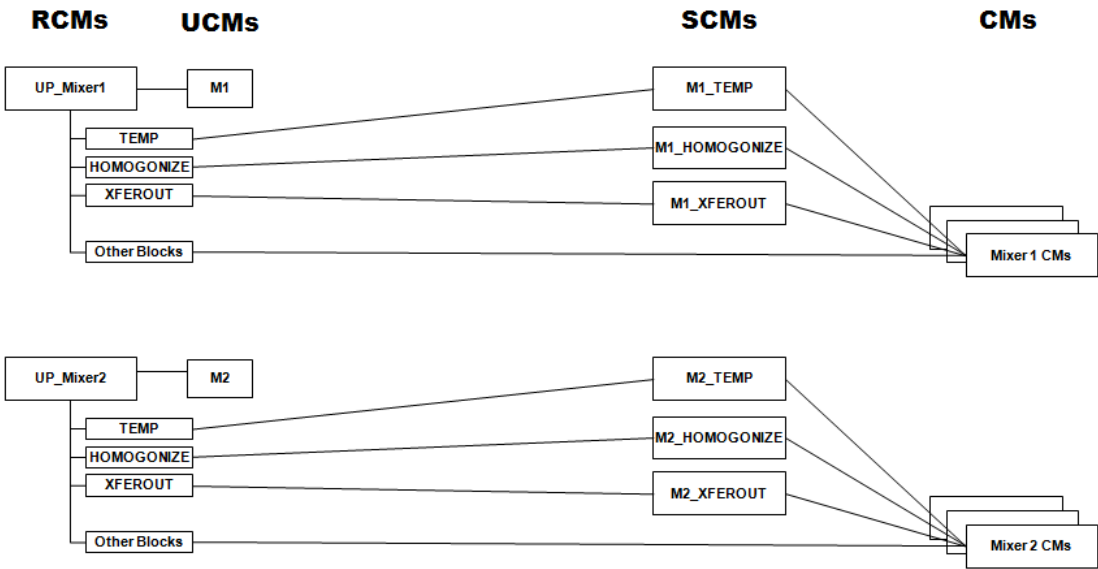 RCMs UCMs SCMs CMs
UP_Mixer1 M1 M1_TEMP
TEMP
HOMOGONIZE M1_HOMOGONIZE
XFEROUT M1_XFEROUT
Other Blocks Mixer 1 CMs
UP_Mixer2 M2 M2_TEMP
TEMP
HOMOGONIZE M2_HOMOGONIZE
XFEROUT M2_XFEROUT
Other Blocks Mixer 2 CMs